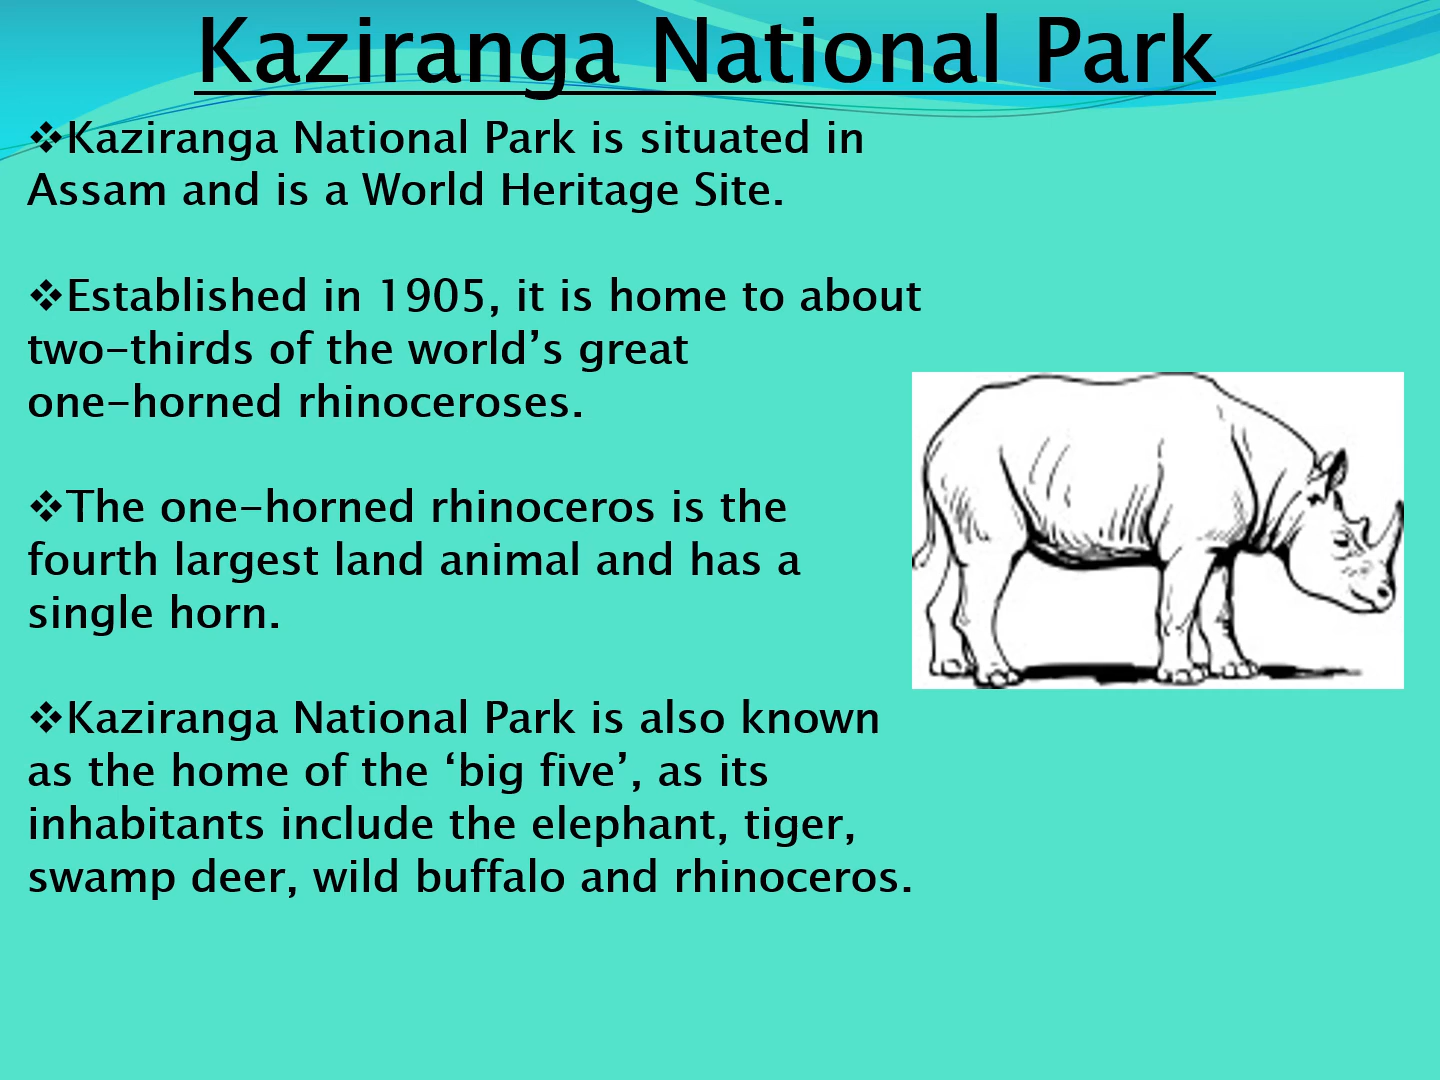 Kaziranga National Park
❖Kaziranga National Park is situated in
Assam and is a World Heritage Site.
❖Established in 1905, it is home to about
two-thirds of the world’s great
one-horned rhinoceroses.
❖The one-horned rhinoceros is the
fourth largest land animal and has a
single horn.
❖Kaziranga National Park is also known
as the home of the ‘big five’, as its
inhabitants include the elephant, tiger,
swamp deer, wild buffalo and rhinoceros.